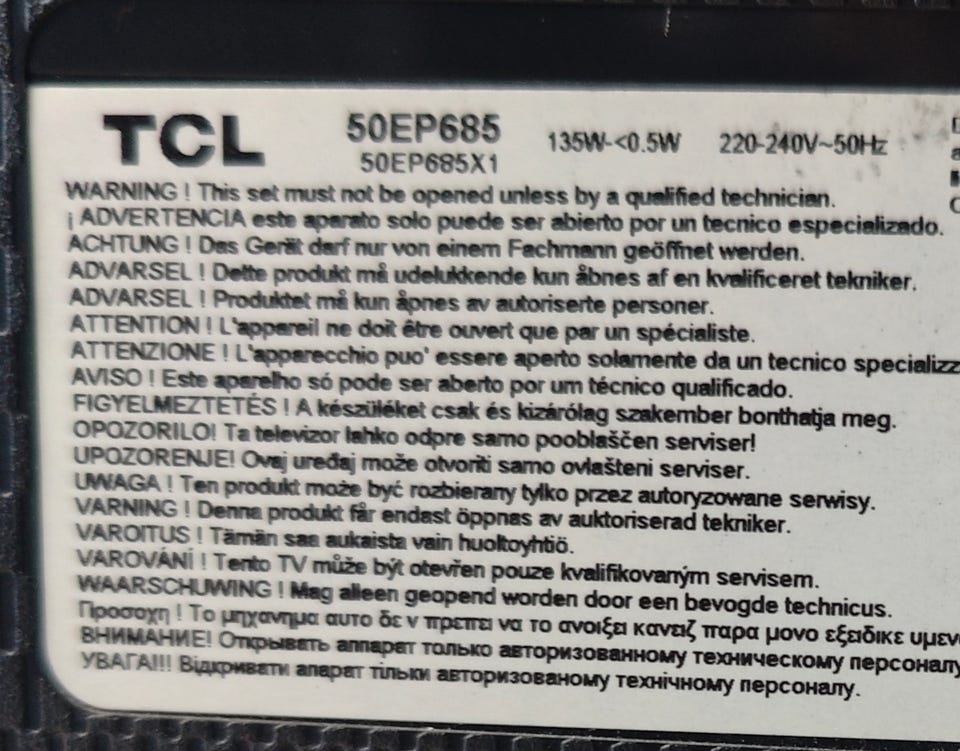 TCL 50EP685 135W-<0.5W 220-240V~50Hz
50EP685X1
WARNING ! This set must not be opened unless by a qualified technician.
¡ ADVERTENCIA este aparato solo puede ser abierto por un tecnico especializado.
ACHTUNG ! Das Gerät darf nur von einem Fachmann geöffnet werden.
ADVARSEL ! Dette produkt må udelukkende kun åbnes af en kvalificeret tekniker.
ADVARSEL ! Produktet må kun åpnes av autoriserte personer.
ATTENTION ! L'appareil ne doit être ouvert que par un spécialiste.
ATTENZIONE ! L'apparecchio puo' essere aperto solamente da un tecnico specializz
AVISO ! Este aparelho só pode ser aberto por um técnico qualificado.
FIGYELMEZTETÉS ! A készüléket csak és kizárólag szakember bonthatja meg.
OPOZORILO! Ta televizor lahko odpre samo pooblaščen serviser!
UPOZORENJE! Ovaj uređaj može otvoriti samo ovlašteni serviser.
UWAGA ! Ten produkt może być rozbierany tylko przez autoryzowane serwisy.
VARNING ! Denna produkt får endast öppnas av auktoriserad tekniker.
VAROITUS ! Tämän saa aukaista vain huoltoyhtiö.
VAROVÁNÍ ! Tento TV může být otevřen pouze kvalifikovaným servisem.
WAARSCHUWING ! Mag alleen geopend worden door een bevogde technicus.
Προσοχη ! Το μηχανημα αυτο δε ν πρεπει να το ανοιξει κανειζ παρα μονο εξειδικε υμεν
ВНИМАНИЕ! Открывать аппарат только авторизованному техническому персоналу
УВАГА!!! Відкривати апарат тільки авторизованому технічному персоналу.